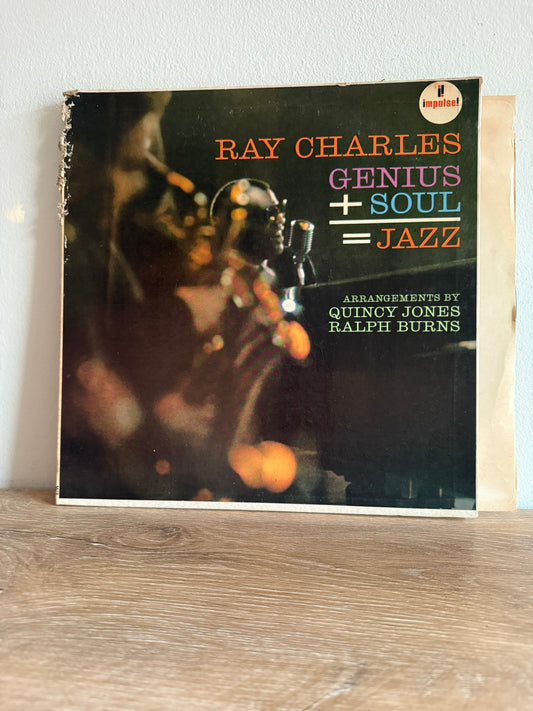 i!
impulse!
RAY CHARLES
GENIUS
+ SOUL
= JAZZ
ARRANGEMENTS BY
QUINCY JONES
RALPH BURNS